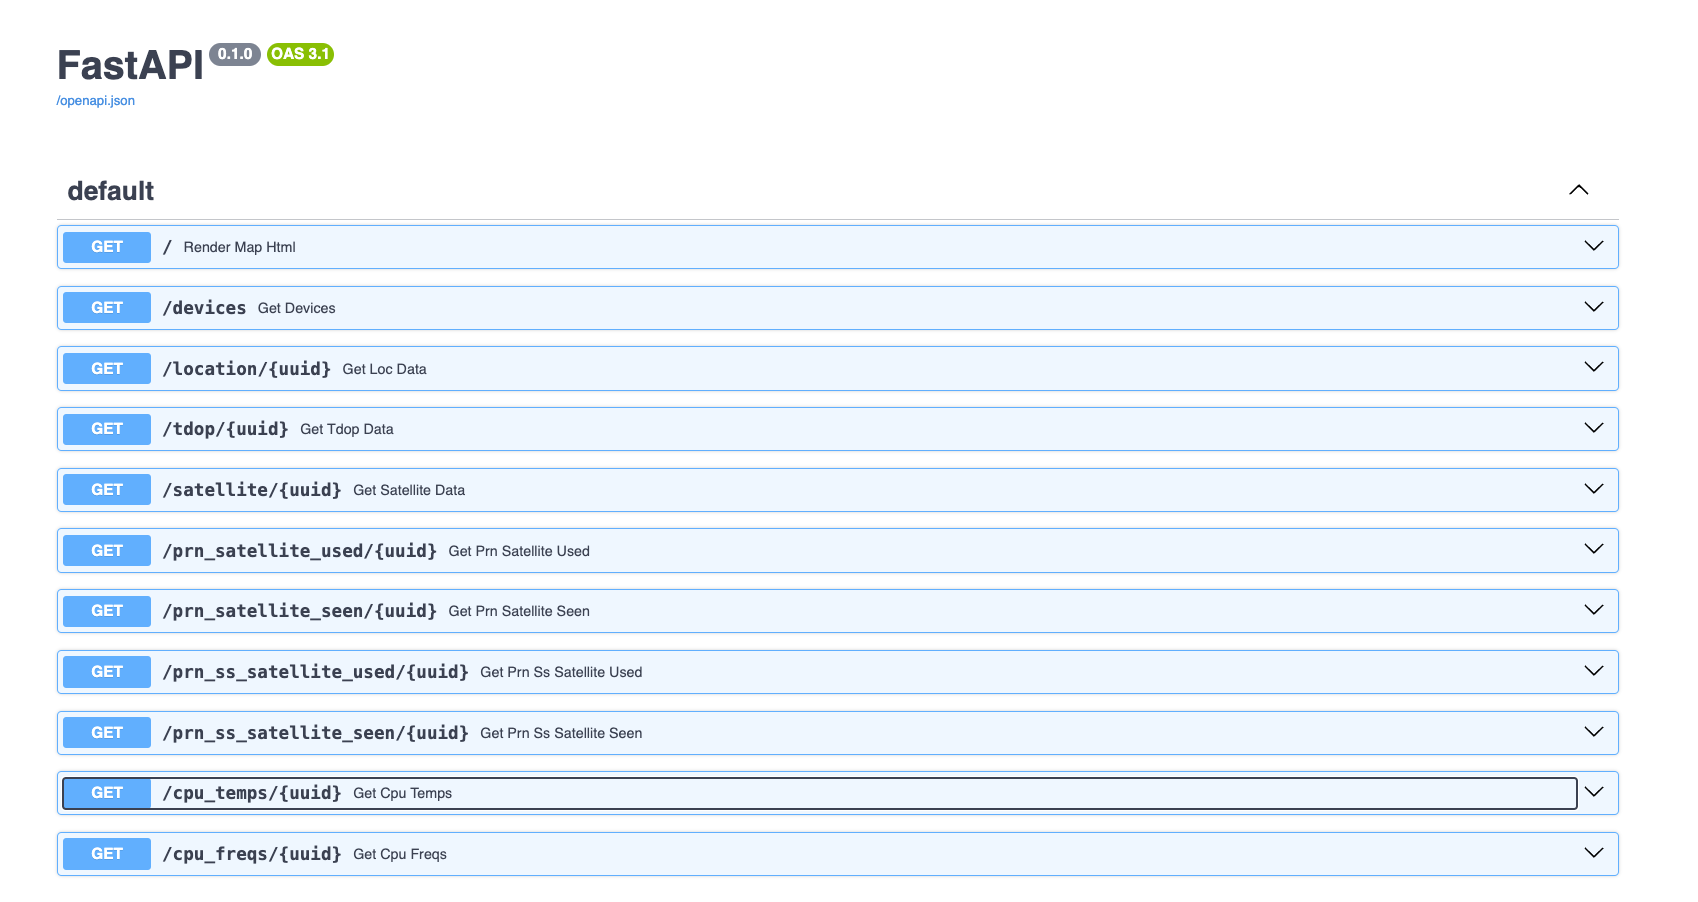 FastAPI 0.1.0 OAS 3.1
/openapi.json
default
GET / Render Map Html
GET /devices Get Devices
GET /location/{uuid} Get Loc Data
GET /tdop/{uuid} Get Tdop Data
GET /satellite/{uuid} Get Satellite Data
GET /prn_satellite_used/{uuid} Get Prn Satellite Used
GET /prn_satellite_seen/{uuid} Get Prn Satellite Seen
GET /prn_ss_satellite_used/{uuid} Get Prn Ss Satellite Used
GET /prn_ss_satellite_seen/{uuid} Get Prn Ss Satellite Seen
GET /cpu_temps/{uuid} Get Cpu Temps
GET /cpu_freqs/{uuid} Get Cpu Freqs